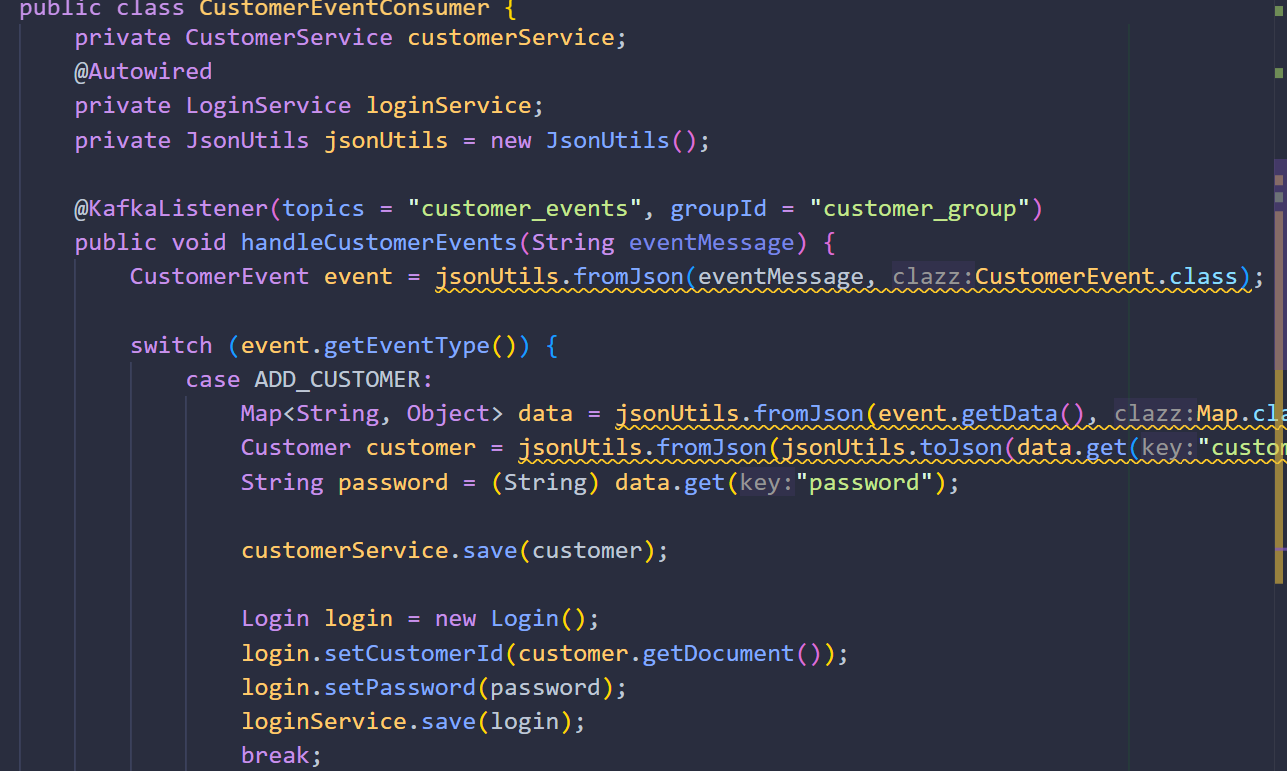 public class CustomerEventConsumer {
private CustomerService customerService;
@Autowired
private LoginService loginService;
private JsonUtils jsonUtils = new JsonUtils();
@KafkaListener(topics = "customer_events", groupId = "customer_group")
public void handleCustomerEvents(String eventMessage) {
CustomerEvent event = jsonUtils.fromJson(eventMessage, clazz:CustomerEvent.class);
switch (event.getEventType()) {
case ADD_CUSTOMER:
Map<String, Object> data = jsonUtils.fromJson(event.getData(), clazz:Map.cla
Customer customer = jsonUtils.fromJson(jsonUtils.toJson(data.get(key:"custom
String password = (String) data.get(key:"password");
customerService.save(customer);
Login login = new Login();
login.setCustomerId(customer.getDocument());
login.setPassword(password);
loginService.save(login);
break;